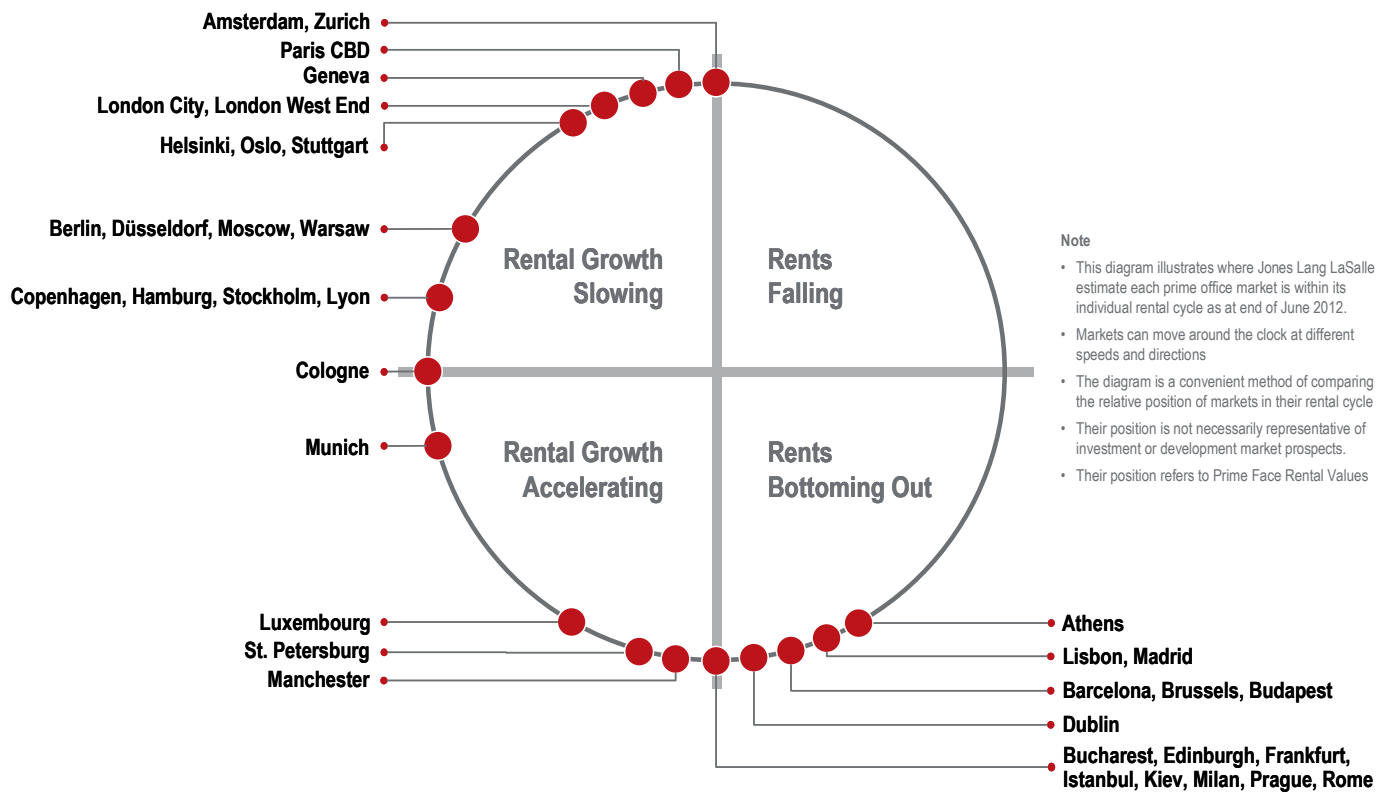 Amsterdam, Zurich
Paris CBD
Geneva
London City, London West End
Helsinki, Oslo, Stuttgart
Berlin, Düsseldorf, Moscow, Warsaw
Copenhagen, Hamburg, Stockholm, Lyon
Cologne
Munich
Luxembourg
St. Petersburg
Manchester
Rental Growth
Slowing
Rents
Falling
Rental Growth
Accelerating
Rents
Bottoming Out
Note
• This diagram illustrates where Jones Lang LaSalle
estimate each prime office market is within its
individual rental cycle as at end of June 2012.
• Markets can move around the clock at different
speeds and directions
• The diagram is a convenient method of comparing
the relative position of markets in their rental cycle
• Their position is not necessarily representative of
investment or development market prospects.
• Their position refers to Prime Face Rental Values
Athens
Lisbon, Madrid
Barcelona, Brussels, Budapest
Dublin
Bucharest, Edinburgh, Frankfurt,
Istanbul, Kiev, Milan, Prague, Rome